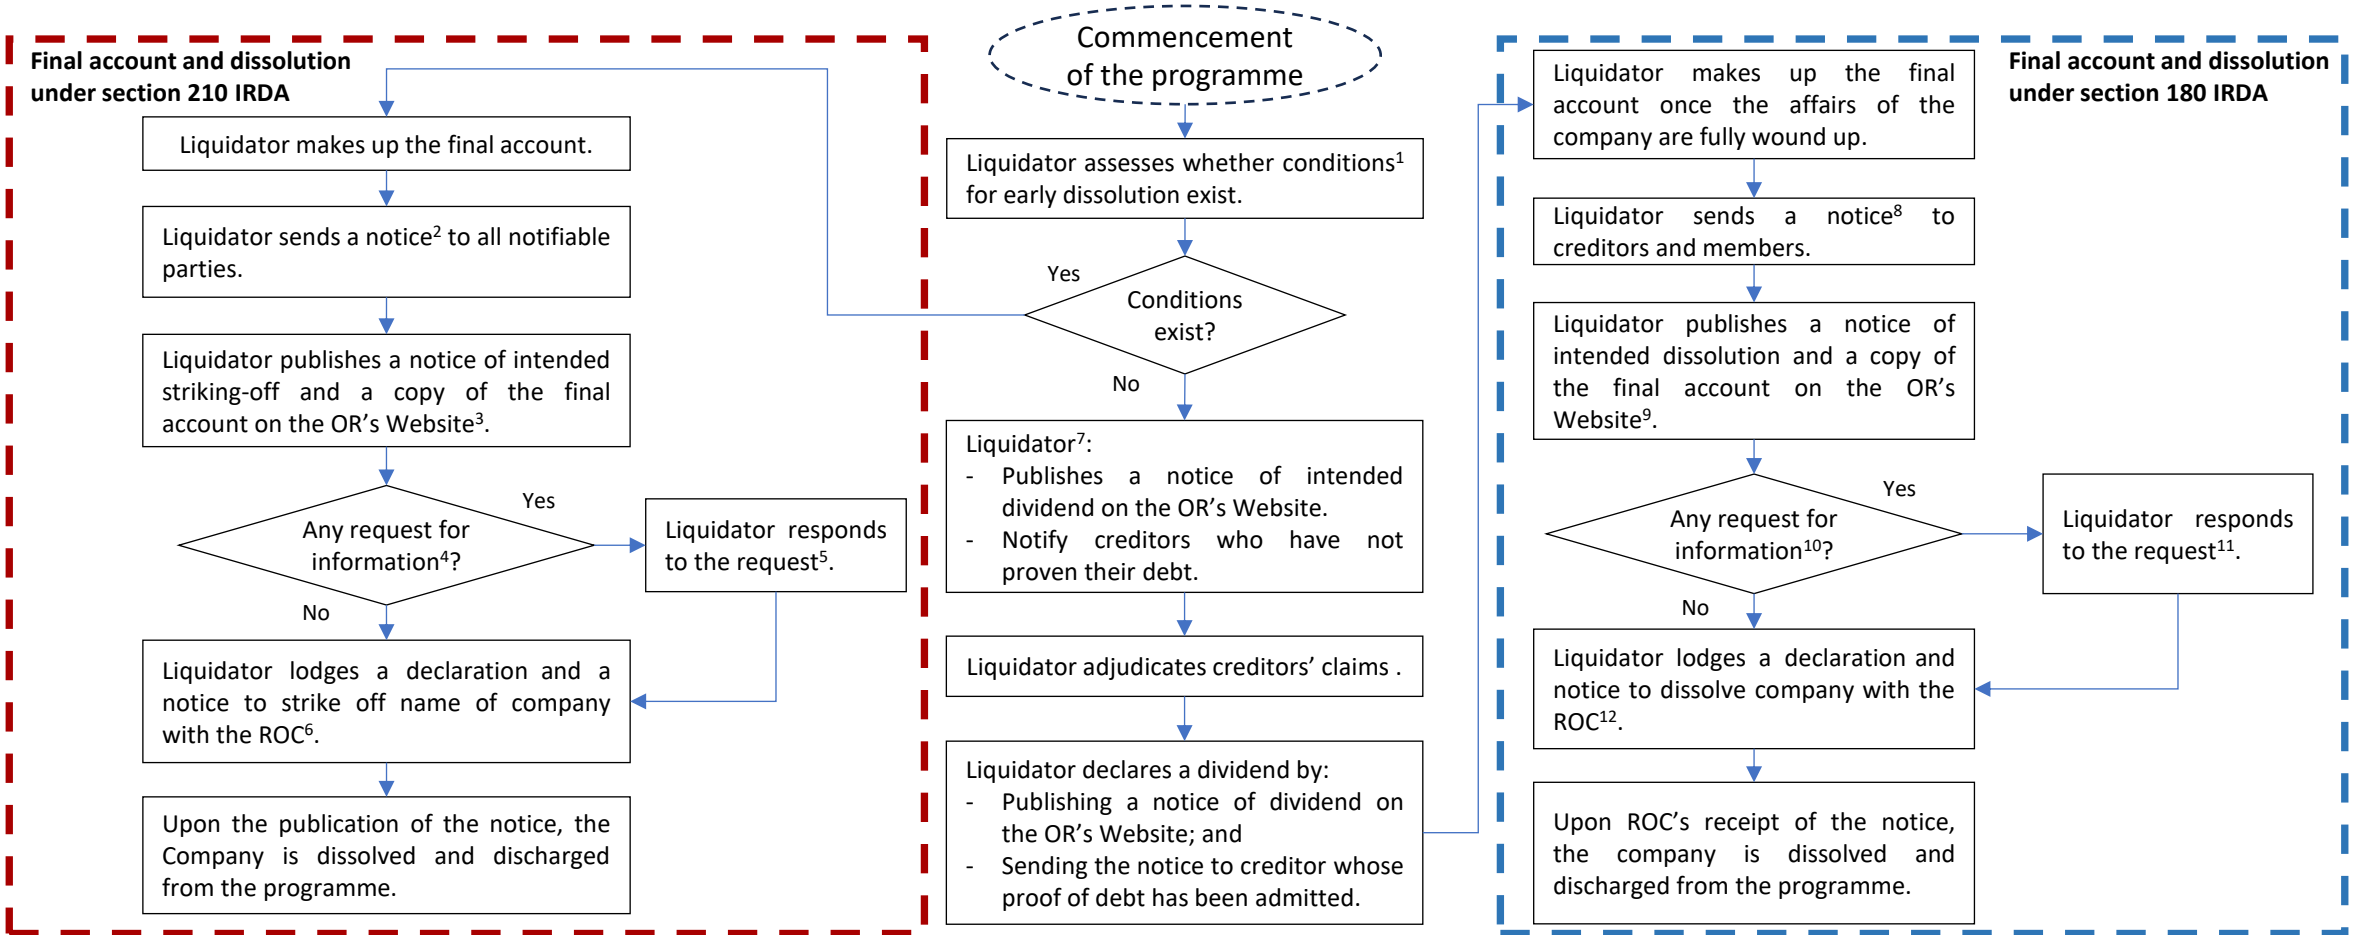 Final account and dissolution
under section 210 IRDA
Liquidator makes up the final account.
Liquidator sends a notice² to all notifiable
parties.
Liquidator publishes a notice of intended
striking-off and a copy of the final
account on the OR's Website³.
Any request for
information⁴?
Yes
Liquidator responds
to the request⁵.
No
Liquidator lodges a declaration and a
notice to strike off name of company
with the ROC⁶.
Upon the publication of the notice, the
Company is dissolved and discharged
from the programme.
Commencement
of the programme
Liquidator assesses whether conditions¹
for early dissolution exist.
Yes
Conditions
exist?
No
Liquidator⁷:
- Publishes a notice of intended
dividend on the OR's Website.
- Notify creditors who have not
proven their debt.
Liquidator adjudicates creditors' claims .
Liquidator declares a dividend by:
- Publishing a notice of dividend on
the OR's Website; and
- Sending the notice to creditor whose
proof of debt has been admitted.
Final account and dissolution
under section 180 IRDA
Liquidator makes up the final
account once the affairs of the
company are fully wound up.
Liquidator sends a notice⁸ to
creditors and members.
Liquidator publishes a notice of
intended dissolution and a copy of
the final account on the OR's
Website⁹.
Any request for
information¹⁰?
Yes
Liquidator responds
to the request¹¹.
No
Liquidator lodges a declaration and
notice to dissolve company with the
ROC¹².
Upon ROC's receipt of the notice,
the company is dissolved and
discharged from the programme.